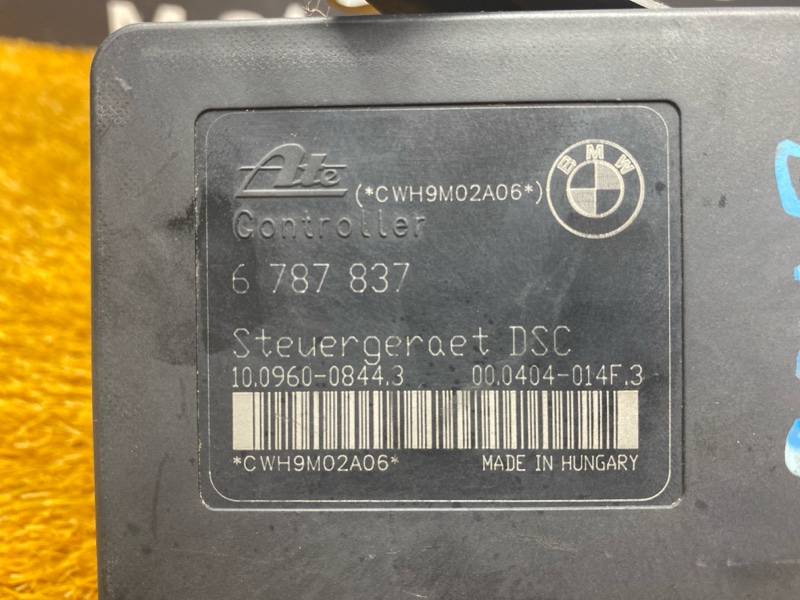 Ate (*CWH9M02A06*) BMW
Controller
6 787 837
Steuergeraet DSC
10.0960-0844.3 00.0404-014F.3
*CWH9M02A06* MADE IN HUNGARY